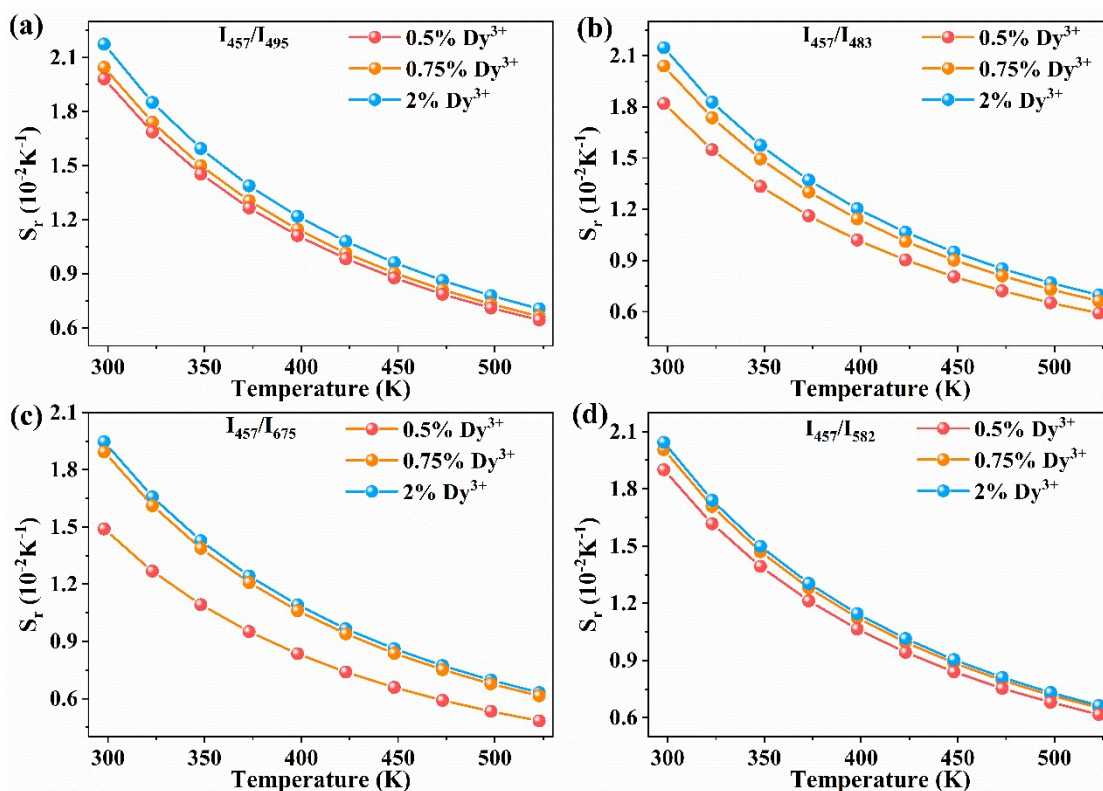 (a)
I₄₅₇/I₄₉₅
0.5% Dy³⁺
0.75% Dy³⁺
2% Dy³⁺
2.1
1.8
1.5
1.2
0.9
0.6
Sᵣ (10⁻²K⁻¹)
300 350 400 450 500
Temperature (K)
(b)
I₄₅₇/I₄₈₃
0.5% Dy³⁺
0.75% Dy³⁺
2% Dy³⁺
2.1
1.8
1.5
1.2
0.9
0.6
Sᵣ (10⁻²K⁻¹)
300 350 400 450 500
Temperature (K)
(c)
I₄₅₇/I₆₇₅
0.5% Dy³⁺
0.75% Dy³⁺
2% Dy³⁺
2.1
1.8
1.5
1.2
0.9
0.6
Sᵣ (10⁻²K⁻¹)
300 350 400 450 500
Temperature (K)
(d)
I₄₅₇/I₅₈₂
0.5% Dy³⁺
0.75% Dy³⁺
2% Dy³⁺
2.1
1.8
1.5
1.2
0.9
0.6
Sᵣ (10⁻²K⁻¹)
300 350 400 450 500
Temperature (K)